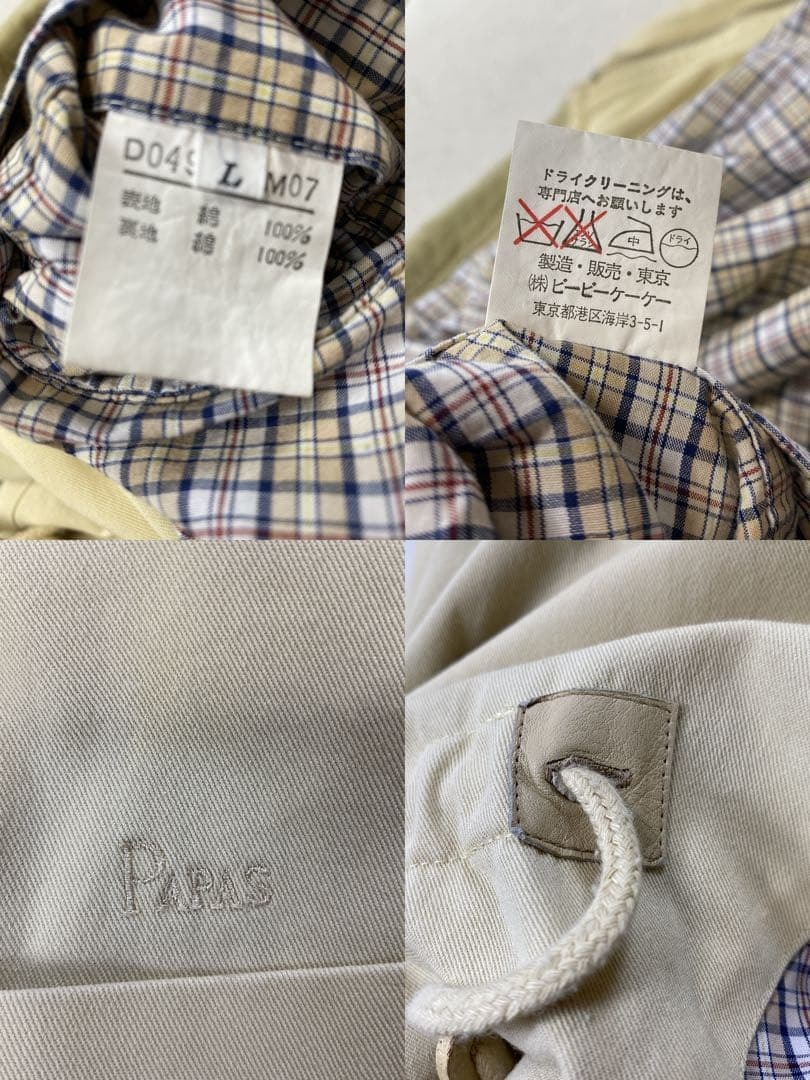 D049 L M07
表地 綿 100%
裏地 綿 100%
ドライクリーニングは、
専門店へお願いします
中 ドライ
製造・販売・東京
(株)ビービーケーケー
東京都港区海岸3-5-1
PAPAS